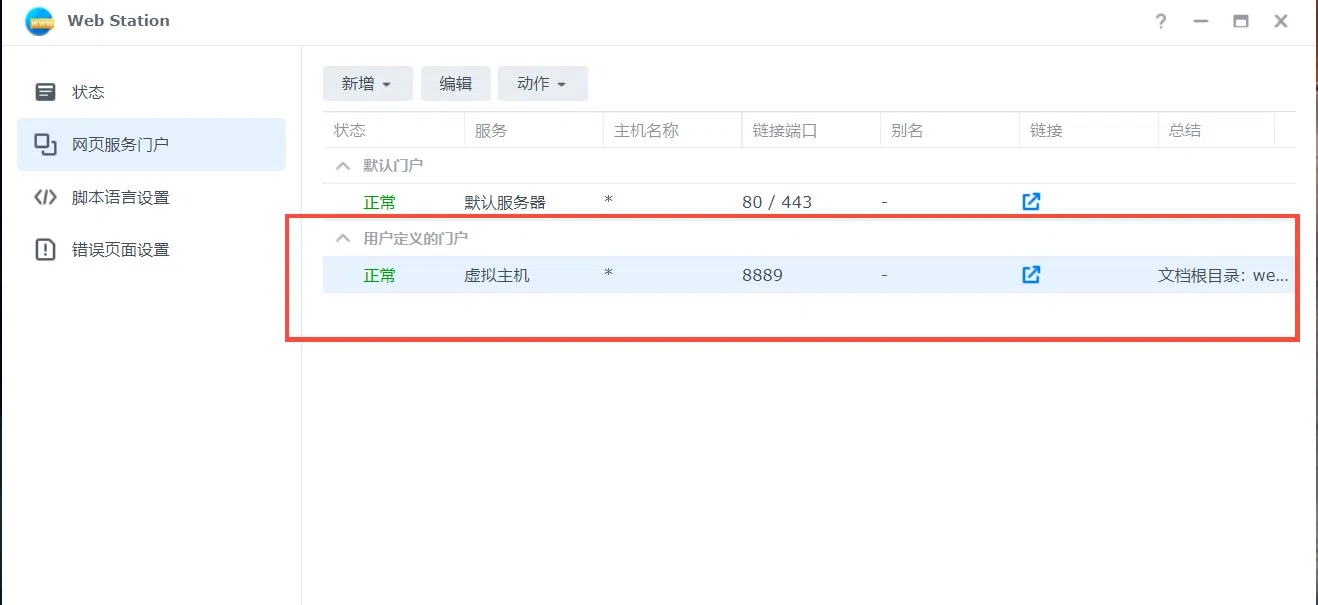 Web Station
状态
网页服务门户
脚本语言设置
错误页面设置
新增 编辑 动作
状态 服务 主机名称 链接端口 别名 链接 总结
默认门户
正常 默认服务器 * 80 / 443 -
用户定义的门户
正常 虚拟主机 * 8889 - 文档根目录: we...